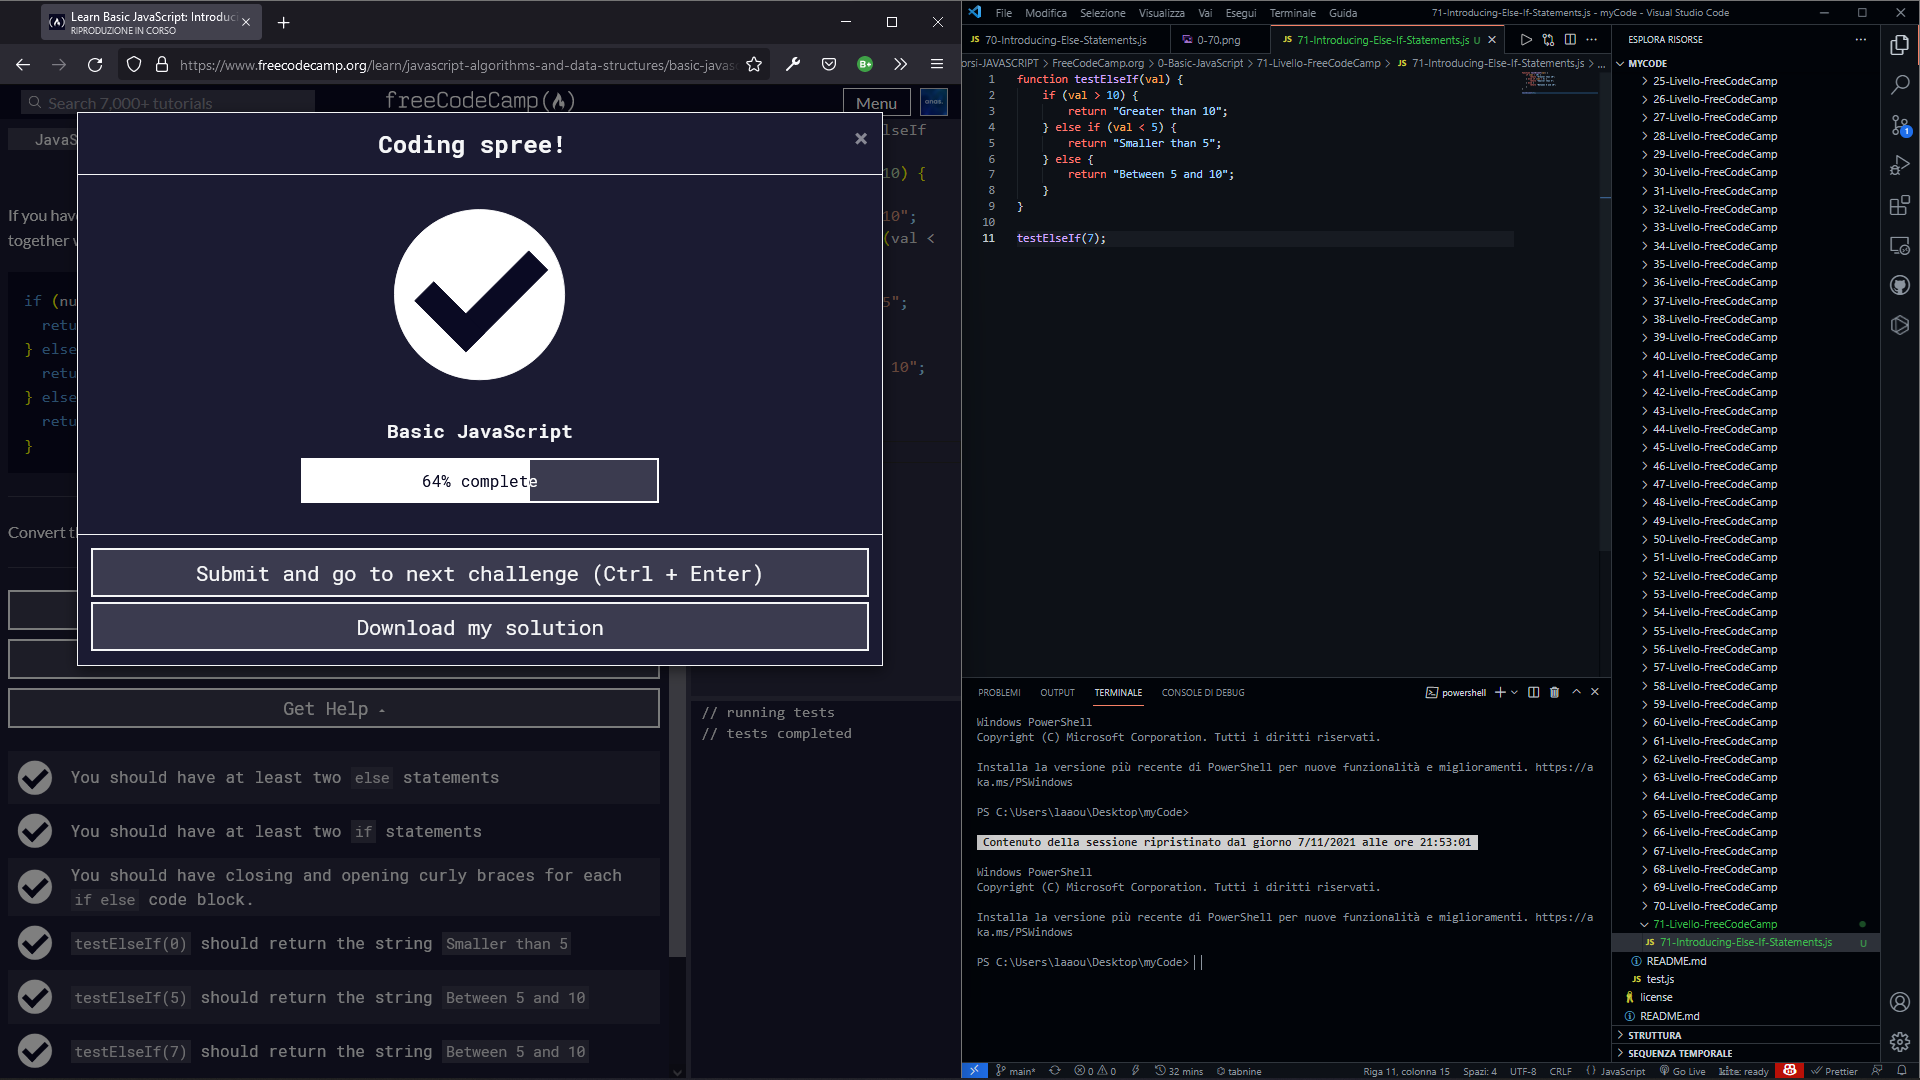 Learn Basic JavaScript: Introduc
RIPRODUZIONE IN CORSO
https://www.freecodecamp.org/learn/javascript-algorithms-and-data-structures/basic-javas
Search 7,000+ tutorials
freeCodeCamp
Menu
Coding spree!
If you hav
together w
if (nu
retu
} else
retu
} else
retu
}
Convert t
Basic JavaScript
64% complete
Submit and go to next challenge (Ctrl + Enter)
Download my solution
Get Help
You should have at least two else statements
You should have at least two if statements
You should have closing and opening curly braces for each
if else code block.
testElseIf(0) should return the string Smaller than 5
testElseIf(5) should return the string Between 5 and 10
testElseIf(7) should return the string Between 5 and 10
lseIf
10) {
10";
(val <
5";
10";
// running tests
// tests completed
File Modifica Selezione Visualizza Vai Esegui Terminale Guida
71-Introducing-Else-If-Statements.js - myCode - Visual Studio Code
JS 70-Introducing-Else-Statements.js
0-70.png
JS 71-Introducing-Else-If-Statements.js U
orsi-JAVASCRIPT > FreeCodeCamp.org > 0-Basic-JavaScript > 71-Livello-FreeCodeCamp > JS 71-Introducing-Else-If-Statements.js > ...
1 function testElseIf(val) {
2 if (val > 10) {
3 return "Greater than 10";
4 } else if (val < 5) {
5 return "Smaller than 5";
6 } else {
7 return "Between 5 and 10";
8 }
9 }
10
11 testElseIf(7);
PROBLEMI OUTPUT TERMINALE CONSOLE DI DEBUG
powershell
Windows PowerShell
Copyright (C) Microsoft Corporation. Tutti i diritti riservati.
Installa la versione più recente di PowerShell per nuove funzionalità e miglioramenti. https://a
ka.ms/PSWindows
PS C:\Users\laaou\Desktop\myCode>
Contenuto della sessione ripristinato dal giorno 7/11/2021 alle ore 21:53:01
Windows PowerShell
Copyright (C) Microsoft Corporation. Tutti i diritti riservati.
Installa la versione più recente di PowerShell per nuove funzionalità e miglioramenti. https://a
ka.ms/PSWindows
PS C:\Users\laaou\Desktop\myCode>
ESPLORA RISORSE
MYCODE
25-Livello-FreeCodeCamp
26-Livello-FreeCodeCamp
27-Livello-FreeCodeCamp
28-Livello-FreeCodeCamp
29-Livello-FreeCodeCamp
30-Livello-FreeCodeCamp
31-Livello-FreeCodeCamp
32-Livello-FreeCodeCamp
33-Livello-FreeCodeCamp
34-Livello-FreeCodeCamp
35-Livello-FreeCodeCamp
36-Livello-FreeCodeCamp
37-Livello-FreeCodeCamp
38-Livello-FreeCodeCamp
39-Livello-FreeCodeCamp
40-Livello-FreeCodeCamp
41-Livello-FreeCodeCamp
42-Livello-FreeCodeCamp
43-Livello-FreeCodeCamp
44-Livello-FreeCodeCamp
45-Livello-FreeCodeCamp
46-Livello-FreeCodeCamp
47-Livello-FreeCodeCamp
48-Livello-FreeCodeCamp
49-Livello-FreeCodeCamp
50-Livello-FreeCodeCamp
51-Livello-FreeCodeCamp
52-Livello-FreeCodeCamp
53-Livello-FreeCodeCamp
54-Livello-FreeCodeCamp
55-Livello-FreeCodeCamp
56-Livello-FreeCodeCamp
57-Livello-FreeCodeCamp
58-Livello-FreeCodeCamp
59-Livello-FreeCodeCamp
60-Livello-FreeCodeCamp
61-Livello-FreeCodeCamp
62-Livello-FreeCodeCamp
63-Livello-FreeCodeCamp
64-Livello-FreeCodeCamp
65-Livello-FreeCodeCamp
66-Livello-FreeCodeCamp
67-Livello-FreeCodeCamp
68-Livello-FreeCodeCamp
69-Livello-FreeCodeCamp
70-Livello-FreeCodeCamp
71-Livello-FreeCodeCamp
JS 71-Introducing-Else-If-Statements.js U
README.md
JS test.js
license
README.md
STRUTTURA
SEQUENZA TEMPORALE
main* 0 0 32 mins tabnine Riga 11, colonna 15 Spazi: 4 UTF-8 CRLF JavaScript Go Live kite: ready Prettier